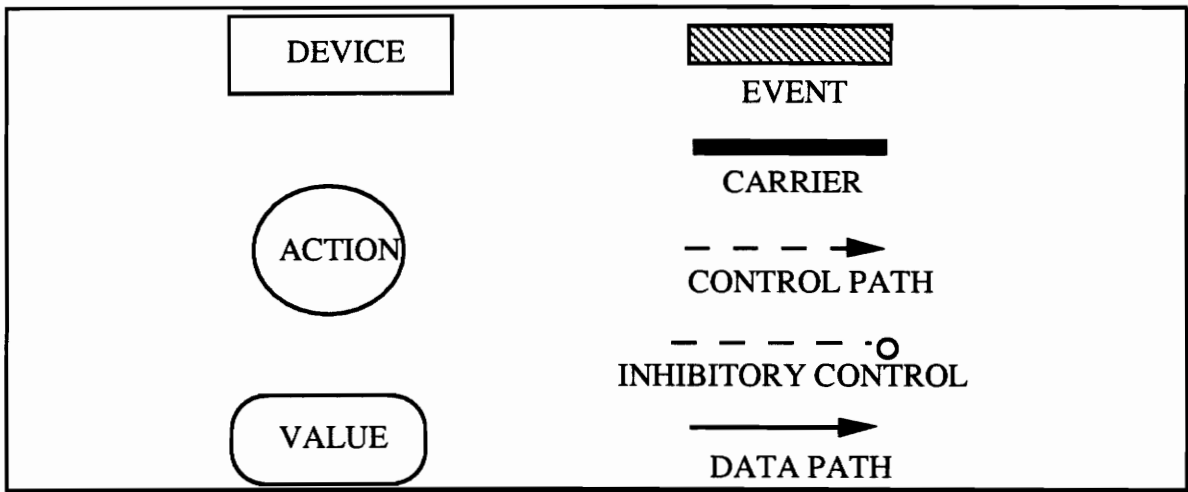 DEVICE
EVENT
CARRIER
ACTION
CONTROL PATH
INHIBITORY CONTROL
VALUE
DATA PATH